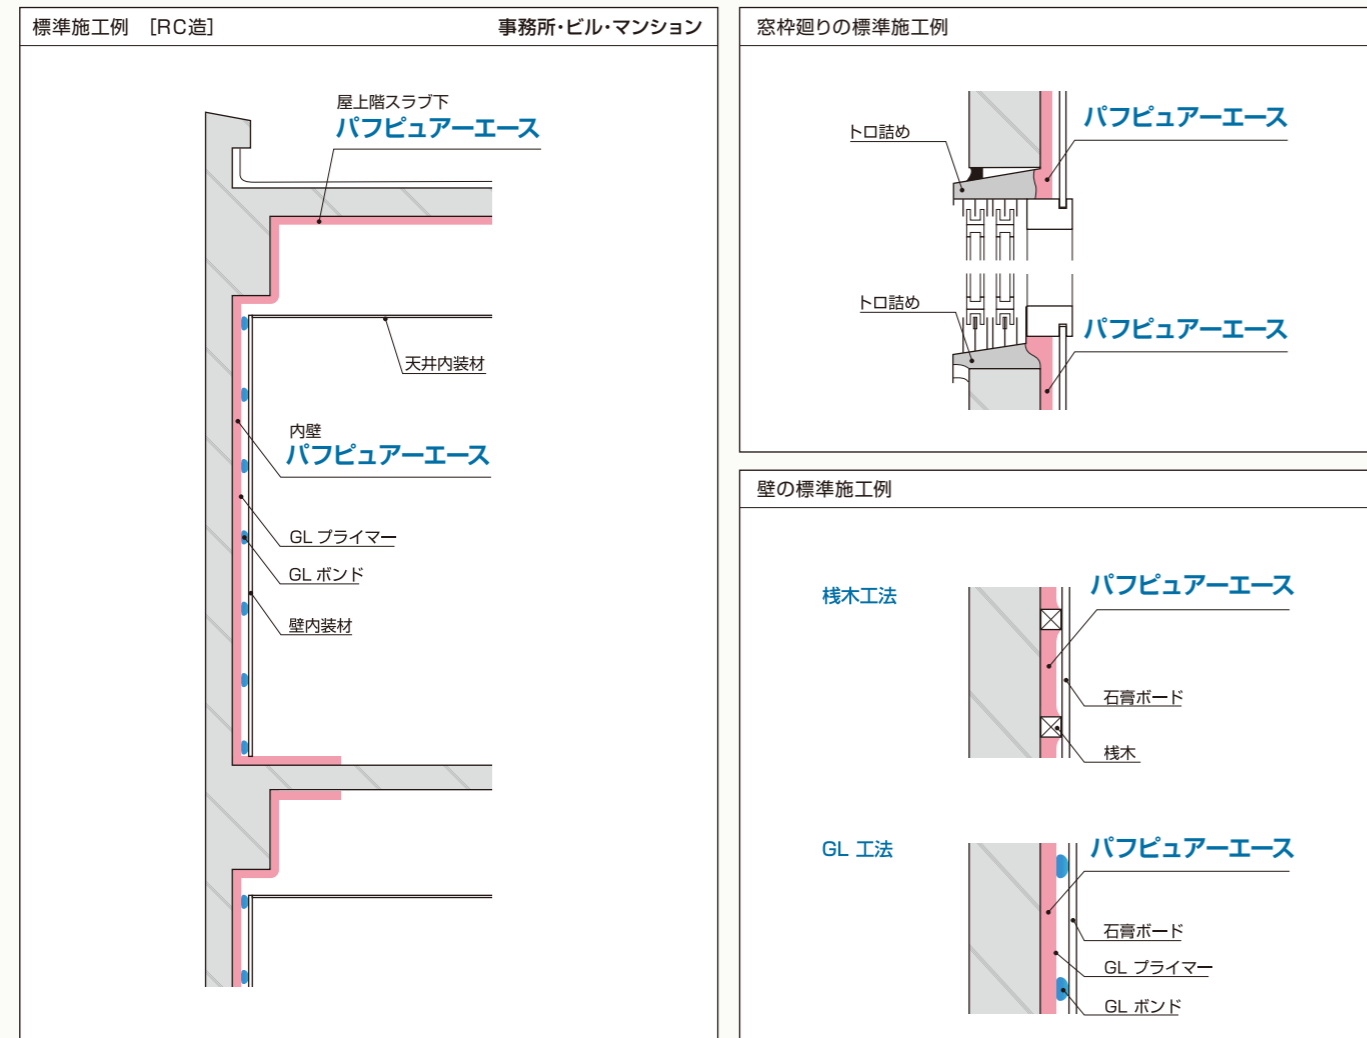 標準施工例 ［RC造］ 事務所･ビル･マンション
屋上階スラブ下
パフピュアーエース
天井内装材
内壁
パフピュアーエース
GL プライマー
GL ボンド
壁内装材
窓枠廻りの標準施工例
トロ詰め
パフピュアーエース
トロ詰め
パフピュアーエース
壁の標準施工例
桟木工法
パフピュアーエース
石膏ボード
桟木
GL 工法
パフピュアーエース
石膏ボード
GL プライマー
GL ボンド